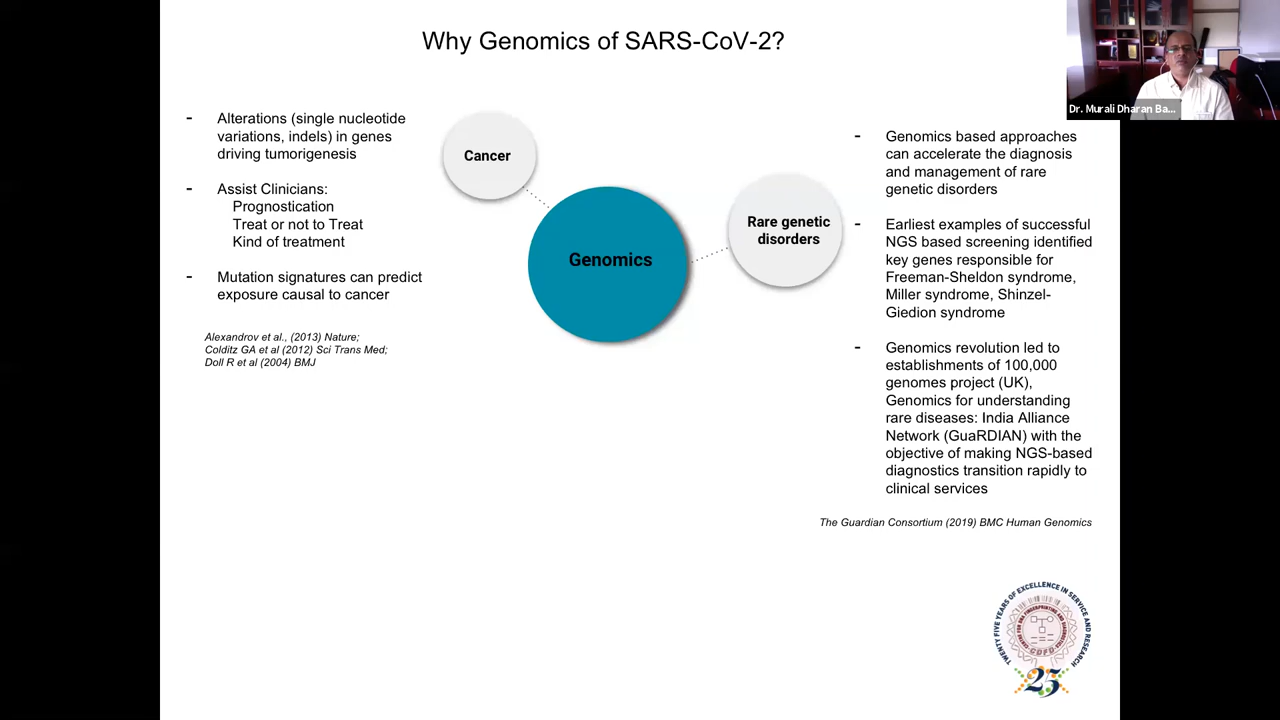 Why Genomics of SARS-CoV-2?
Dr. Murali Dharan Ba...
- Alterations (single nucleotide
variations, indels) in genes
driving tumorigenesis
- Assist Clinicians:
Prognostication
Treat or not to Treat
Kind of treatment
- Mutation signatures can predict
exposure causal to cancer
Alexandrov et al., (2013) Nature;
Colditz GA et al (2012) Sci Trans Med;
Doll R et al (2004) BMJ
Cancer
Genomics
Rare genetic
disorders
- Genomics based approaches
can accelerate the diagnosis
and management of rare
genetic disorders
- Earliest examples of successful
NGS based screening identified
key genes responsible for
Freeman-Sheldon syndrome,
Miller syndrome, Shinzel-
Giedion syndrome
- Genomics revolution led to
establishments of 100,000
genomes project (UK),
Genomics for understanding
rare diseases: India Alliance
Network (GuaRDIAN) with the
objective of making NGS-based
diagnostics transition rapidly to
clinical services
The Guardian Consortium (2019) BMC Human Genomics
TWENTY FIVE YEARS OF EXCELLENCE IN SERVICE AND RESEARCH
CENTRE FOR DNA FINGERPRINTING AND DIAGNOSTICS
CDFD
25